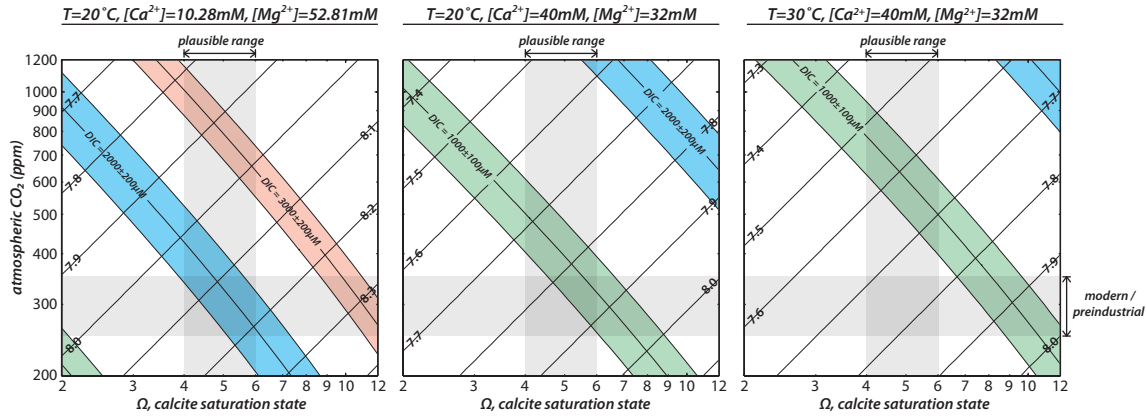 T=20°C, [Ca²⁺]=10.28mM, [Mg²⁺]=52.81mM
T=20°C, [Ca²⁺]=40mM, [Mg²⁺]=32mM
T=30°C, [Ca²⁺]=40mM, [Mg²⁺]=32mM
plausible range
plausible range
plausible range
atmospheric CO₂ (ppm)
1200
1000
900
800
700
600
500
400
300
200
7.7
7.8
7.9
8.0
8.1
8.2
8.3
DIC = 2000±200μM
DIC = 3000±200μM
2 3 4 5 6 7 8 9 10 12
Ω, calcite saturation state
7.4
7.5
7.6
7.7
7.8
7.9
8.0
DIC = 1000±100μM
DIC = 2000±200μM
2 3 4 5 6 7 8 9 10 12
Ω, calcite saturation state
7.3
7.4
7.5
7.6
7.7
7.8
7.9
8.0
DIC = 1000±100μM
2 3 4 5 6 7 8 9 10 12
Ω, calcite saturation state
modern /
preindustrial